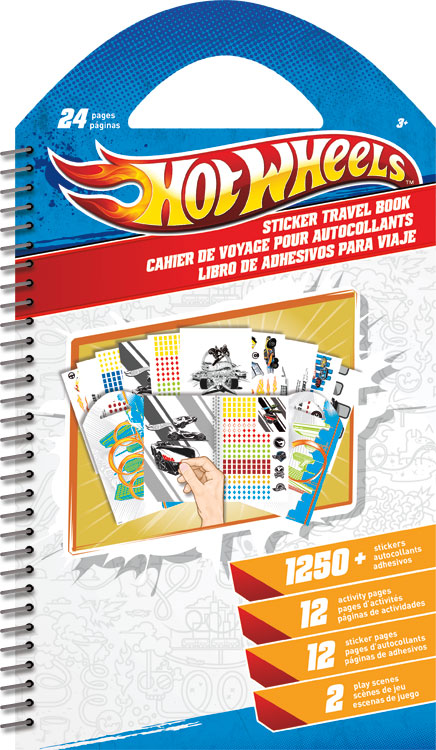 24 pages
páginas
3+
HOT WHEELS™
STICKER TRAVEL BOOK
CAHIER DE VOYAGE POUR AUTOCOLLANTS
LIBRO DE ADHESIVOS PARA VIAJE
1250+ stickers
autocollants
adhesivos
12 activity pages
pages d'activités
páginas de actividades
12 sticker pages
pages d'autocollants
páginas de adhesivos
2 play scenes
scènes de jeu
escenas de juego